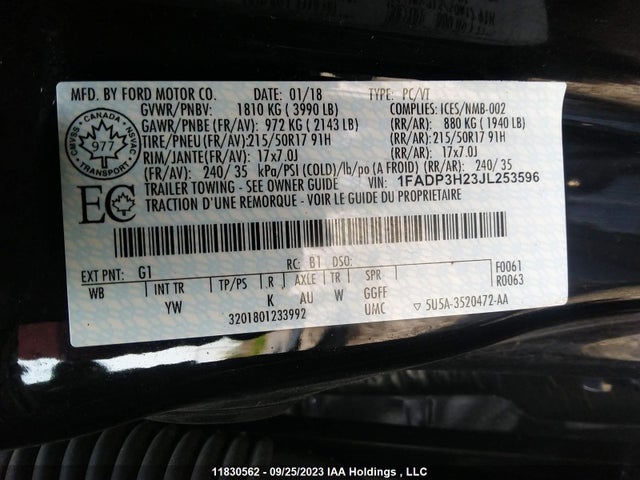 MFD. BY FORD MOTOR CO. DATE: 01/18 TYPE: PC/VT
GVWR/PNBV: 1810 KG ( 3990 LB) COMPLIES: ICES/NMB-002
GAWR/PNBE (FR/AV): 972 KG ( 2143 LB) (RR/AR): 880 KG ( 1940 LB)
TIRE/PNEU (FR/AV): 215/50R17 91H (RR/AR): 215/50R17 91H
RIM/JANTE(FR/AV): 17x7.0J (RR/AR): 17x7.0J
(FR/AV): 240/ 35 kPa/PSI (COLD)/lb/po (A FROID) (RR/AR): 240/ 35
TRAILER TOWING - SEE OWNER GUIDE VIN: 1FADP3H23JL253596
TRACTION D'UNE REMORQUE - VOIR LE GUIDE DU PROPRIETAIRE
CMVSS CANADA NSVAC
977
TRANSPORT
EC
EXT PNT: G1 RC: B1 DSO: F0061
WB INT TR TP/PS R AXLE TR SPR R0063
YW K AU W GGFF
3201801233992 UMC 5U5A-3520472-AA
11830562 - 09/25/2023 IAA Holdings , LLC